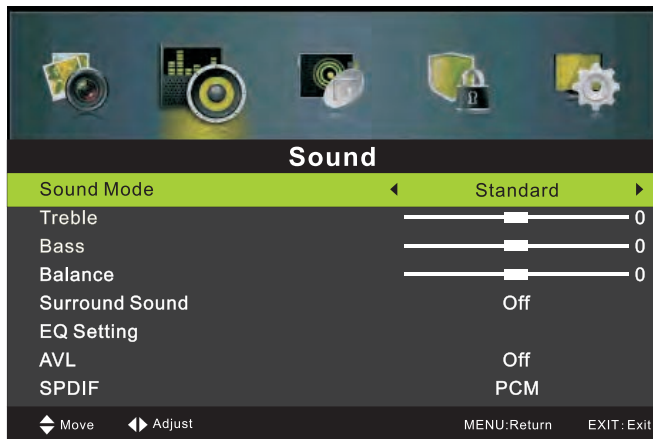 Sound
Sound Mode Standard
Treble 0
Bass 0
Balance 0
Surround Sound Off
EQ Setting
AVL Off
SPDIF PCM
Move Adjust MENU:Return EXIT:Exit